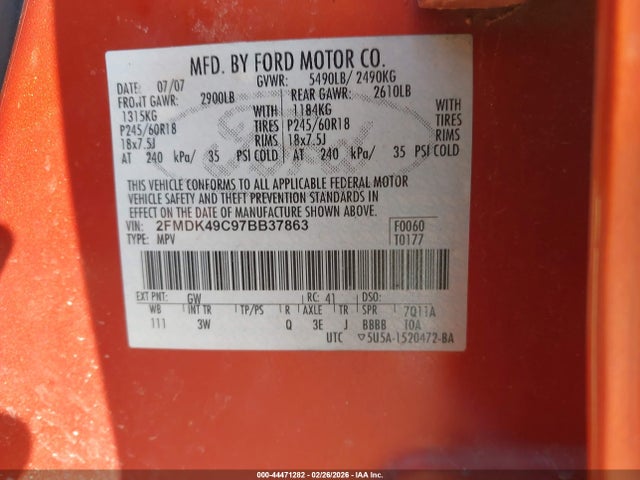 MFD. BY FORD MOTOR CO.
DATE: 07/07 GVWR: 5490LB/ 2490KG
FRONT GAWR: 2900LB REAR GAWR: 2610LB
1315KG WITH 1184KG WITH
P245/60R18 TIRES P245/60R18 TIRES
18x7.5J RIMS 18x7.5J RIMS
AT 240 kPa/ 35 PSI COLD AT 240 kPa/ 35 PSI COLD
THIS VEHICLE CONFORMS TO ALL APPLICABLE FEDERAL MOTOR
VEHICLE SAFETY AND THEFT PREVENTION STANDARDS IN
EFFECT ON THE DATE OF MANUFACTURE SHOWN ABOVE.
VIN: 2FMDK49C97BB37863 F0060
TYPE: MPV T0177
EXT PNT: GW RC: 41 DSO:
WB INT TR TP/PS R AXLE TR SPR 7Q11A
111 3W Q 3E J BBBB TOA
UTC ▽5U5A-1520472-BA
Ford
000-44471282 | 02/26/2026 | IAA Inc.